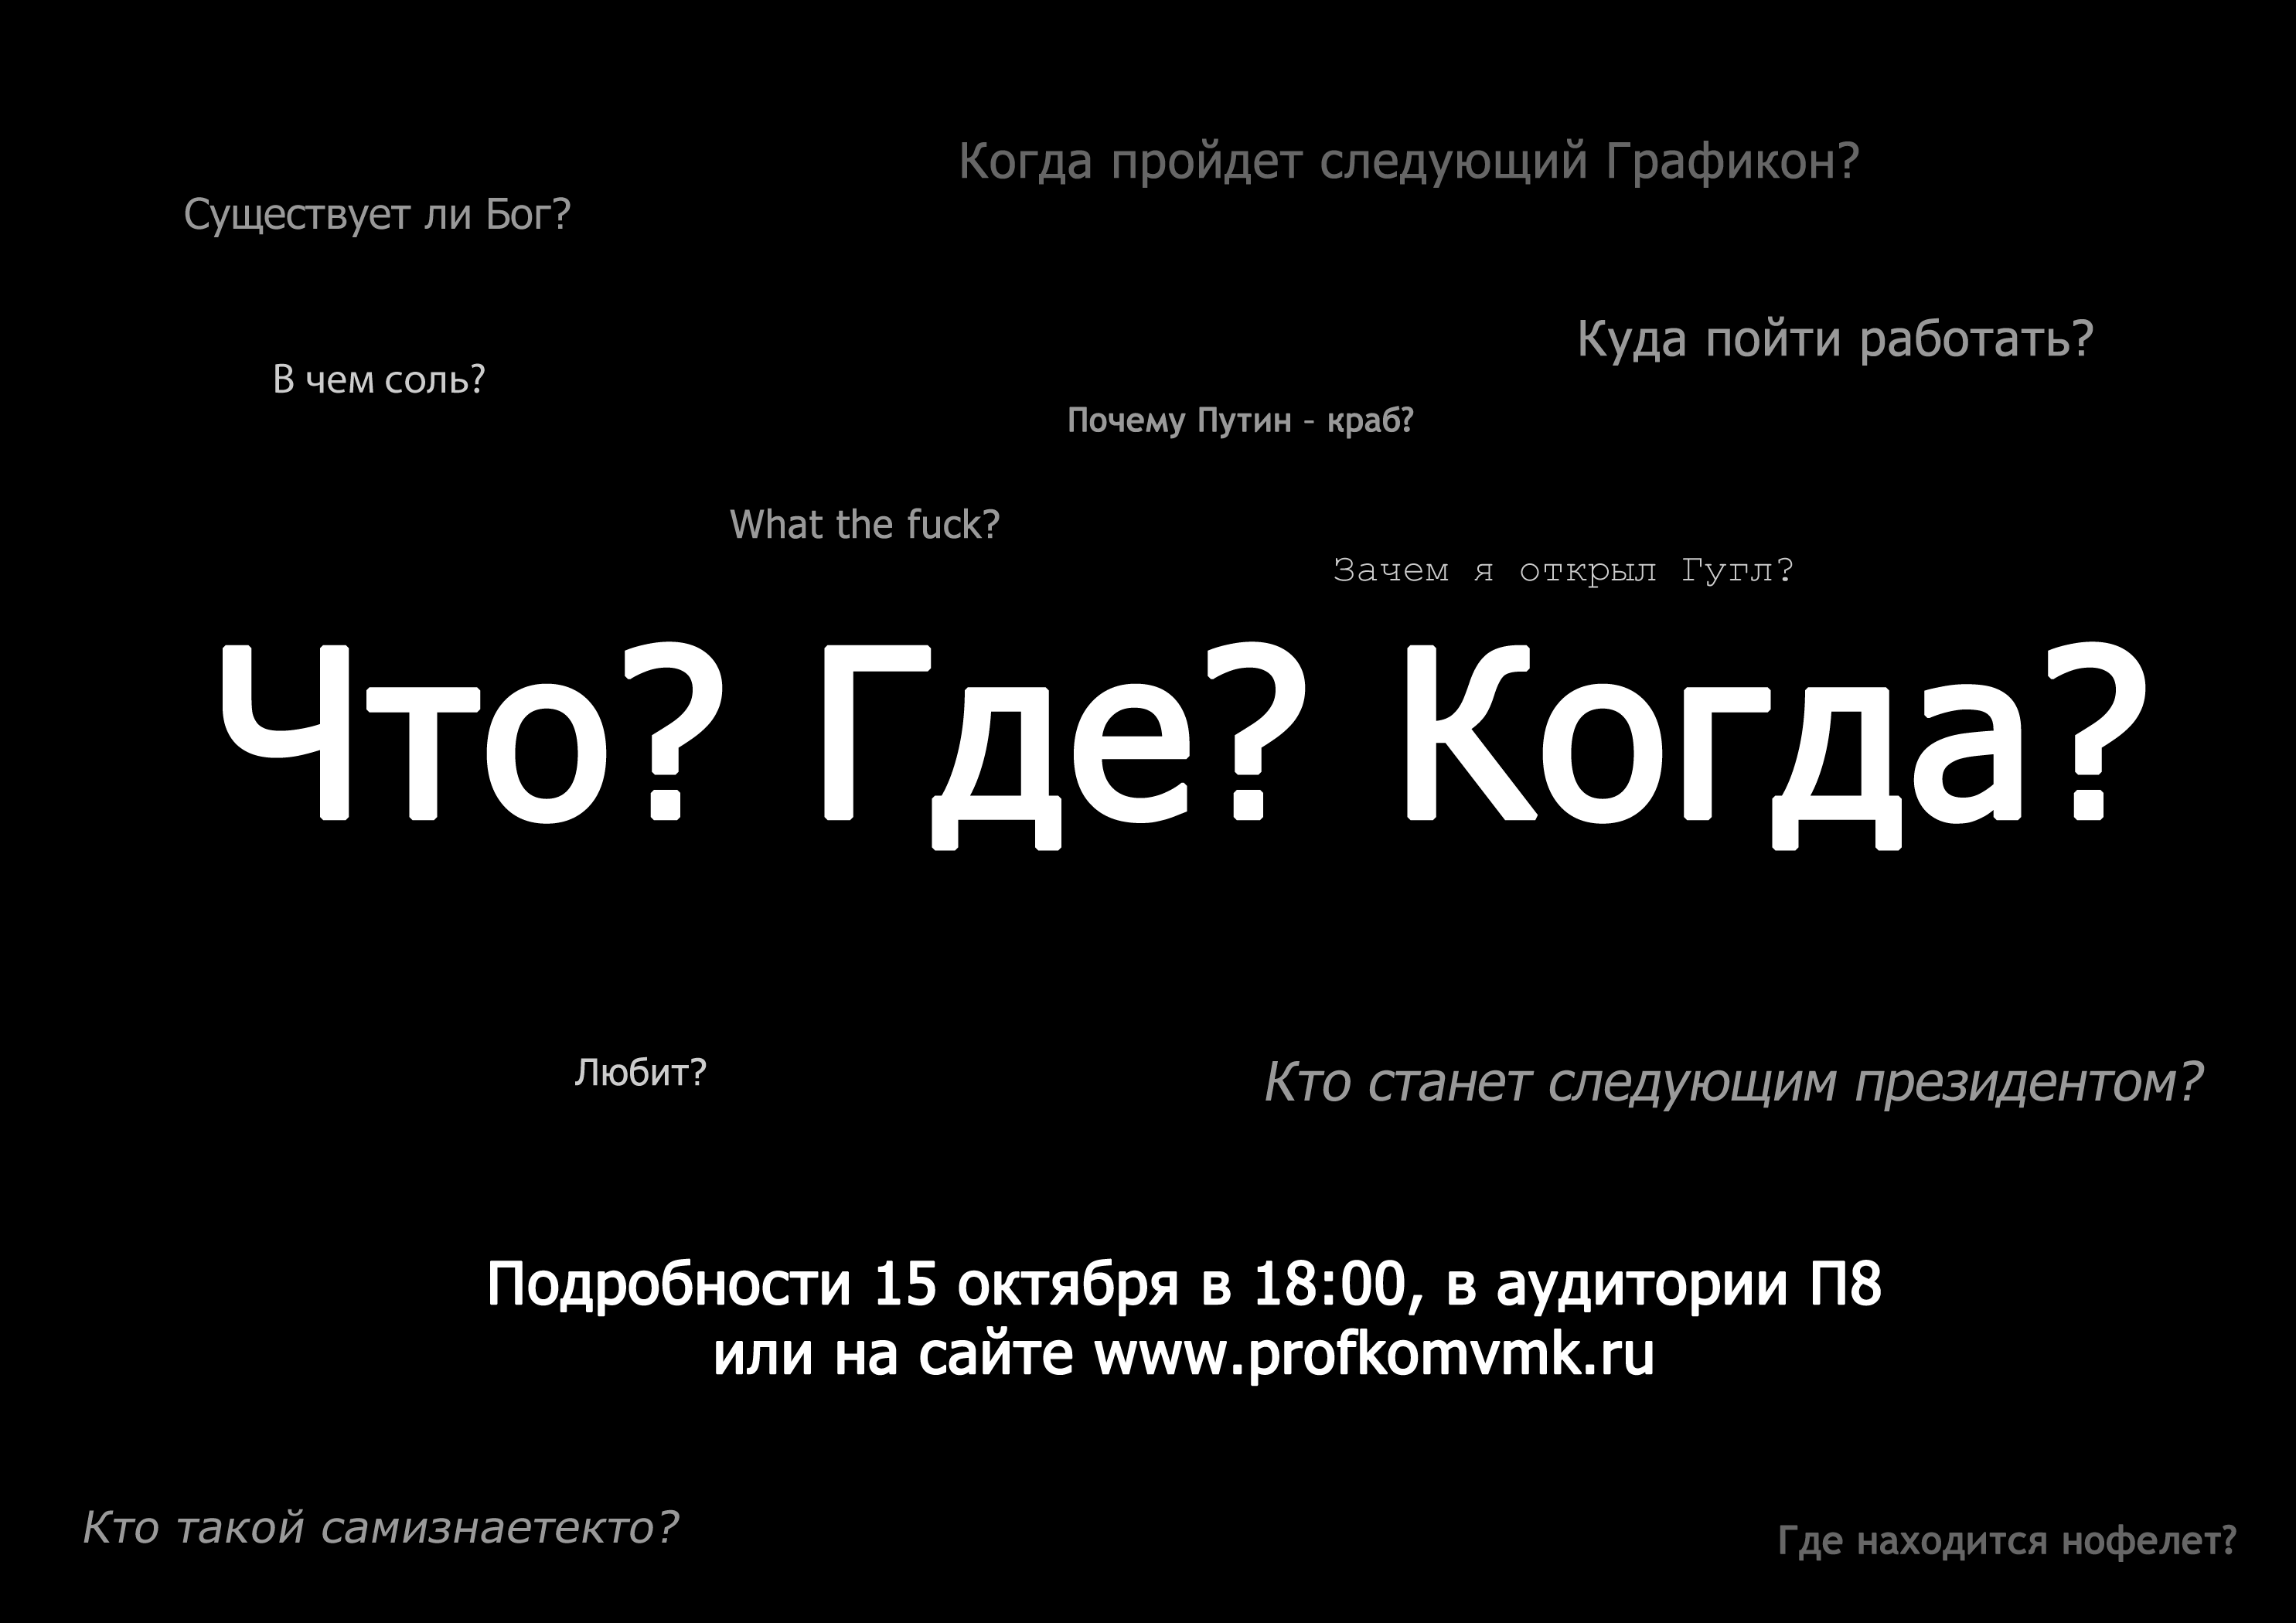 Когда пройдет следующий Графикон?
Существует ли Бог?
Куда пойти работать?
В чем соль?
Почему Путин - краб?
What the fuck?
Зачем я открыл Гугл?
Что? Где? Когда?
Любит?
Кто станет следующим президентом?
Подробности 15 октября в 18:00, в аудитории П8
или на сайте www.profkomvmk.ru
Кто такой самизнаетекто?
Где находится нофелет?